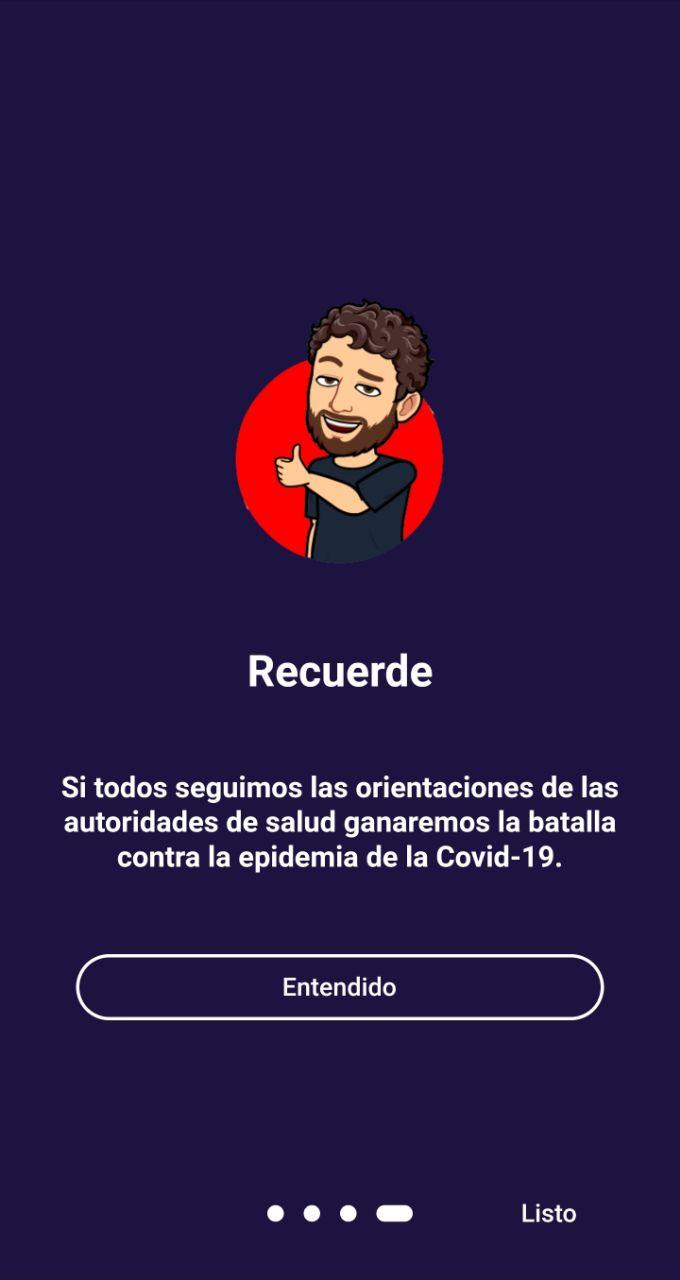 Recuerde
Si todos seguimos las orientaciones de las
autoridades de salud ganaremos la batalla
contra la epidemia de la Covid-19.
Entendido
Listo